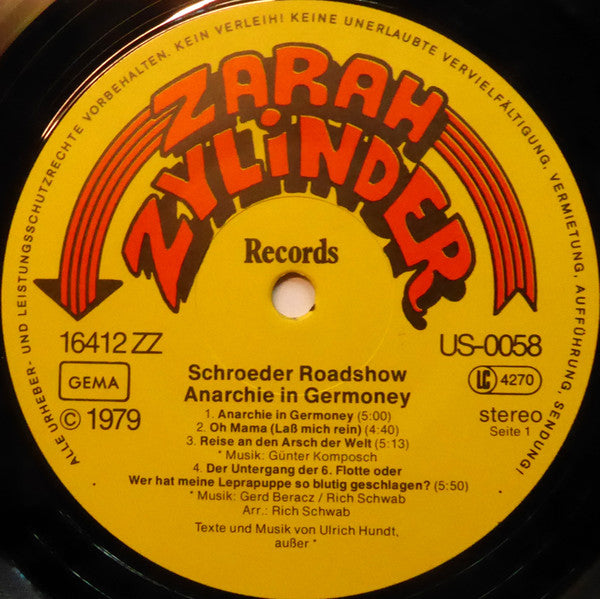 ALLE URHEBER- UND LEISTUNGSSCHUTZRECHTE VORBEHALTEN. KEIN VERLEIH! KEINE UNERLAUBTE VERVIELFÄLTIGUNG, VERMIETUNG, AUFFÜHRUNG, SENDUNG!
ZARAH
ZYLiNDER
Records
16412 ZZ
US-0058
GEMA
LC 4270
© 1979
stereo
Seite 1
Schroeder Roadshow
Anarchie in Germoney
1. Anarchie in Germoney (5:00)
2. Oh Mama (Laß mich rein) (4:40)
3. Reise an den Arsch der Welt (5:13)
* Musik: Günter Komposch
4. Der Untergang der 6. Flotte oder
Wer hat meine Leprapuppe so blutig geschlagen? (5:50)
* Musik: Gerd Beracz / Rich Schwab
Arr.: Rich Schwab
Texte und Musik von Ulrich Hundt,
außer *